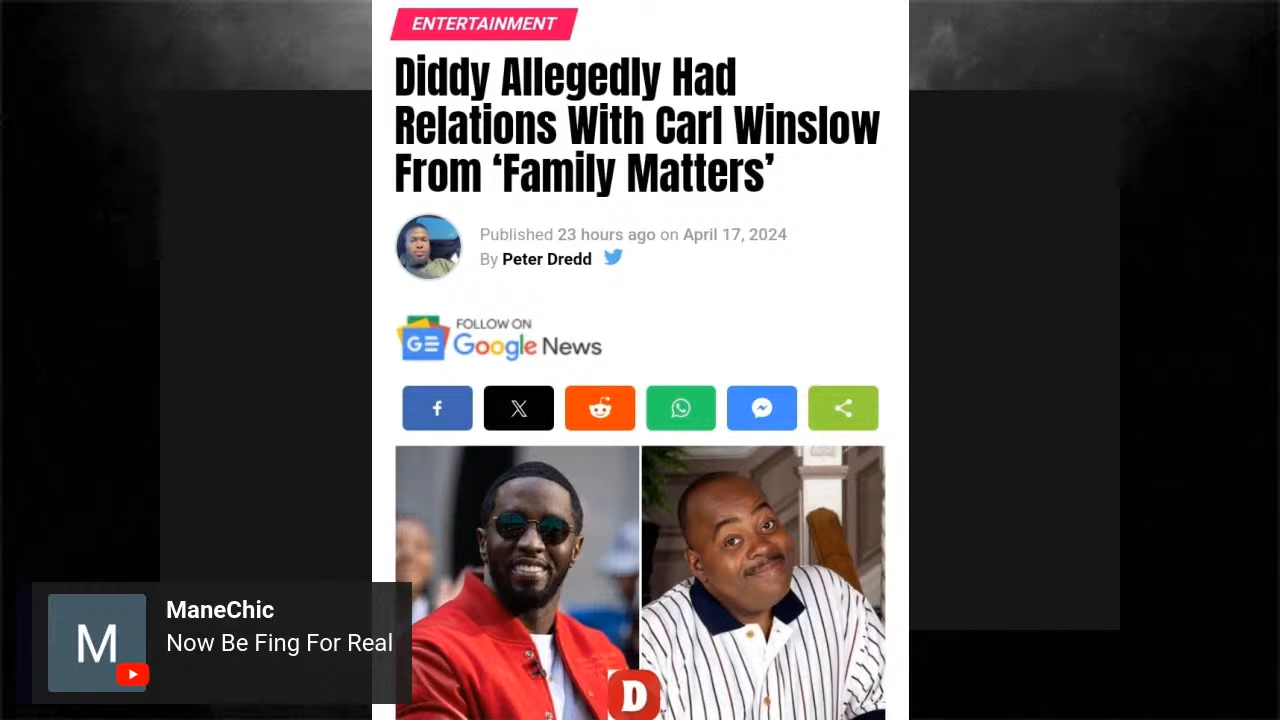 ENTERTAINMENT
Diddy Allegedly Had
Relations With Carl Winslow
From ‘Family Matters’
Published 23 hours ago on April 17, 2024
By Peter Dredd
FOLLOW ON
GE
Google News
f
X
D
M
ManeChic
Now Be Fing For Real